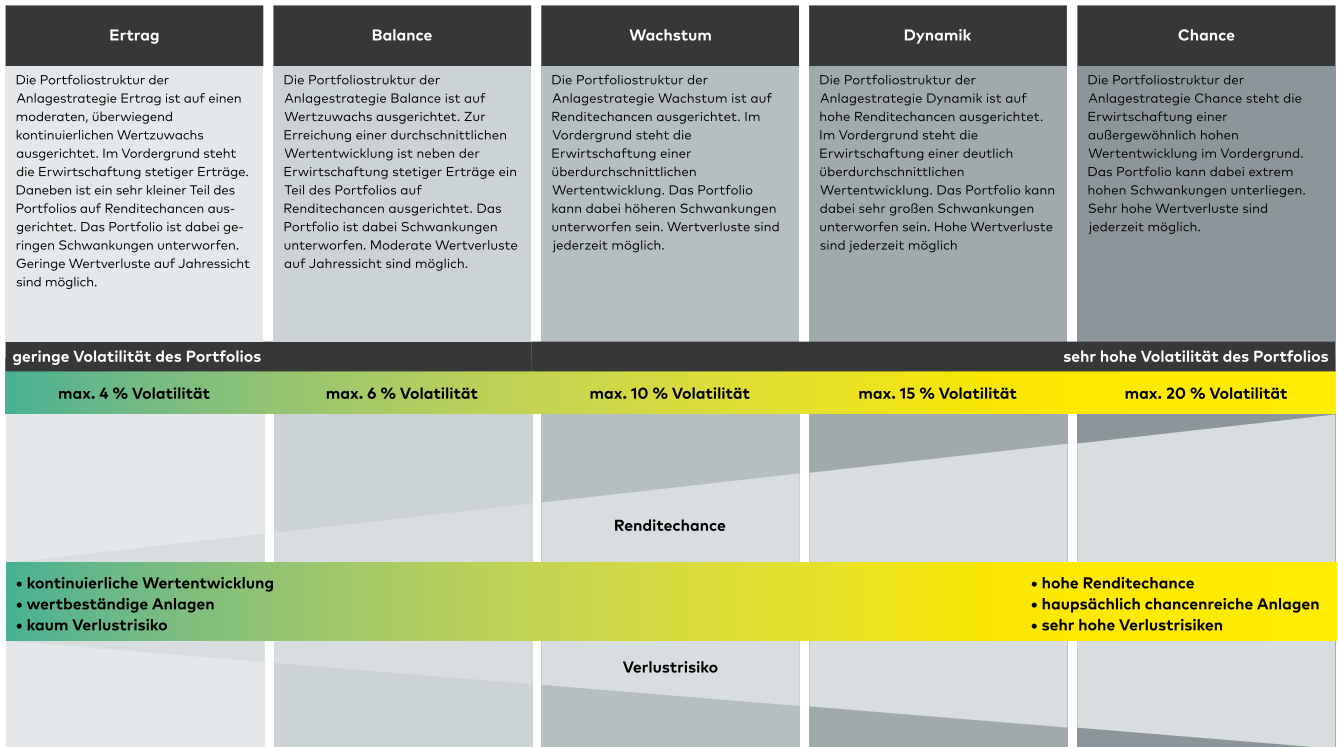 Ertrag
Die Portfoliostruktur der
Anlagestrategie Ertrag ist auf einen
moderaten, überwiegend
kontinuierlichen Wertzuwachs
ausgerichtet. Im Vordergrund steht
die Erwirtschaftung stetiger Erträge.
Daneben ist ein sehr kleiner Teil des
Portfolios auf Renditechancen aus-
gerichtet. Das Portfolio ist dabei ge-
ringen Schwankungen unterworfen.
Geringe Wertverluste auf Jahressicht
sind möglich.
Balance
Die Portfoliostruktur der
Anlagestrategie Balance ist auf
Wertzuwachs ausgerichtet. Zur
Erreichung einer durchschnittlichen
Wertentwicklung ist neben der
Erwirtschaftung stetiger Erträge ein
Teil des Portfolios auf
Renditechancen ausgerichtet. Das
Portfolio ist dabei Schwankungen
unterworfen. Moderate Wertverluste
auf Jahressicht sind möglich.
Wachstum
Die Portfoliostruktur der
Anlagestrategie Wachstum ist auf
Renditechancen ausgerichtet. Im
Vordergrund steht die
Erwirtschaftung einer
überdurchschnittlichen
Wertentwicklung. Das Portfolio
kann dabei höheren Schwankungen
unterworfen sein. Wertverluste sind
jederzeit möglich.
Dynamik
Die Portfoliostruktur der
Anlagestrategie Dynamik ist auf
hohe Renditechancen ausgerichtet.
Im Vordergrund steht die
Erwirtschaftung einer deutlich
überdurchschnittlichen
Wertentwicklung. Das Portfolio kann
dabei sehr großen Schwankungen
unterworfen sein. Hohe Wertverluste
sind jederzeit möglich
Chance
Die Portfoliostruktur der
Anlagestrategie Chance steht die
Erwirtschaftung einer
außergewöhnlich hohen
Wertentwicklung im Vordergrund.
Das Portfolio kann dabei extrem
hohen Schwankungen unterliegen.
Sehr hohe Wertverluste sind
jederzeit möglich.
geringe Volatilität des Portfolios
sehr hohe Volatilität des Portfolios
max. 4 % Volatilität
max. 6 % Volatilität
max. 10 % Volatilität
max. 15 % Volatilität
max. 20 % Volatilität
Renditechance
• kontinuierliche Wertentwicklung
• wertbeständige Anlagen
• kaum Verlustrisiko
• hohe Renditechance
• haupsächlich chancenreiche Anlagen
• sehr hohe Verlustrisiken
Verlustrisiko